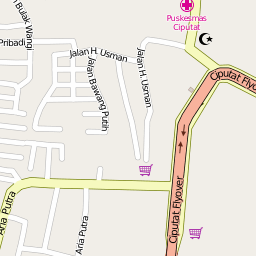 Puskesmas
Ciputat
n Bulak Wangi
Pribadi
Jalan H. Usman
Jalan H. Usman
Jalan Bawang
Putih
Ciputat Flyover
Ciputat Flyover
Aria Putra
Aria Putra